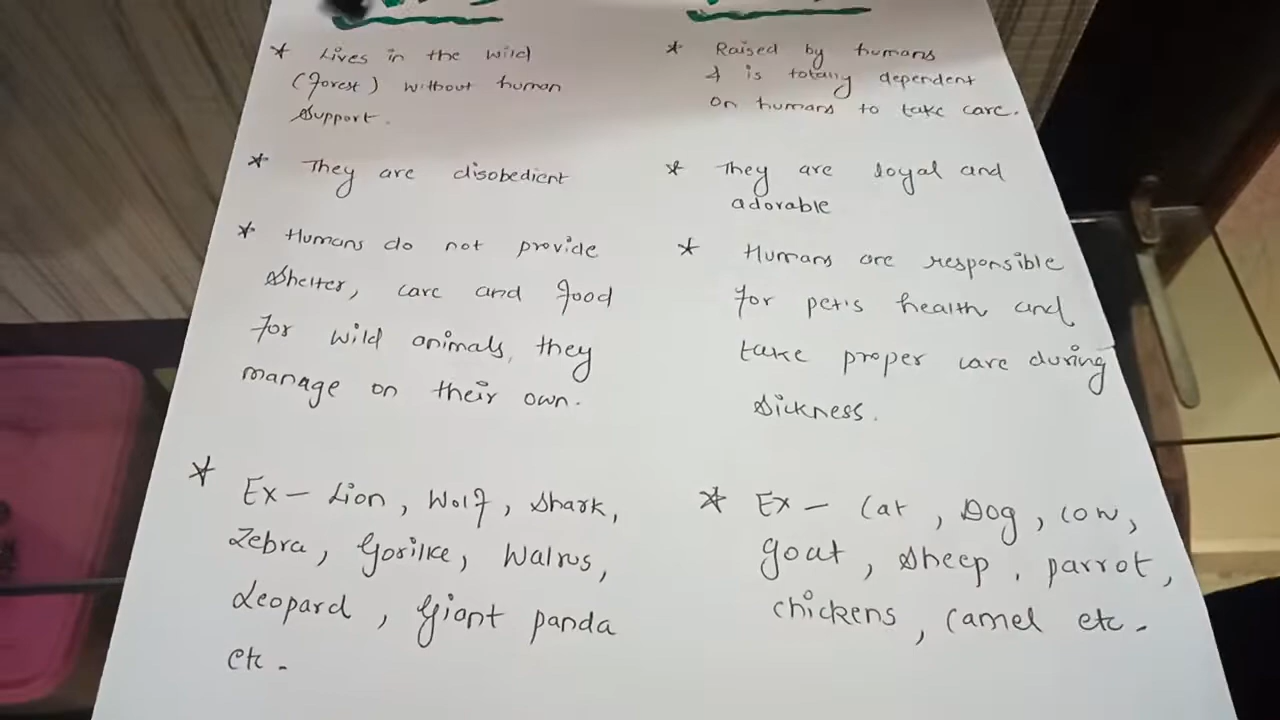 * Lives in the wild
(Forest) without human
support.
* They are disobedient
* Humans do not provide
shelter, care and food
for wild animals, they
manage on their own.
* Ex - Lion, Wolf, Shark,
Zebra, Gorilke, Walrus,
Leopard, Giant panda
etc.
* Raised by humans
& is totally dependent
on humans to take care.
* They are loyal and
adorable
* Humans are responsible
for pet's health and
take proper care during
sickness.
* Ex - Cat, Dog, cow,
goat, sheep, parrot,
chickens, Camel etc.